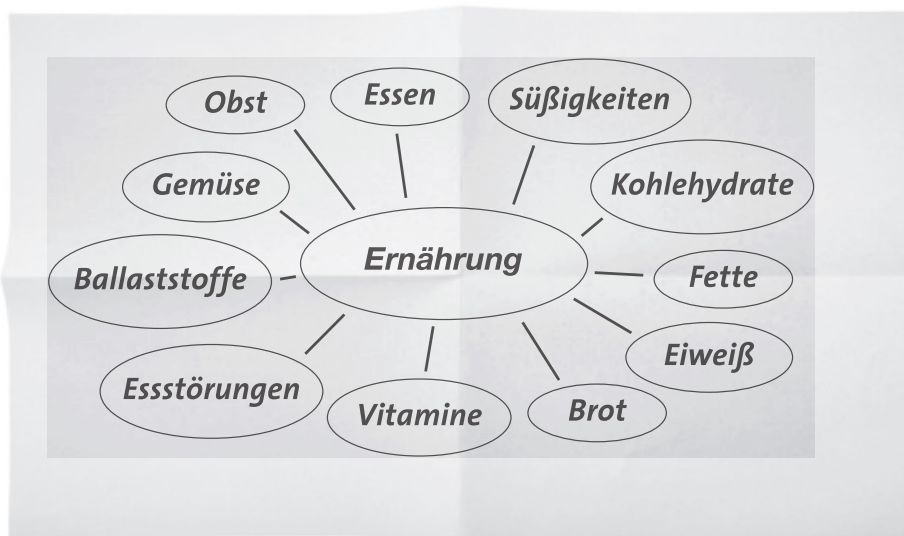 Obst
Essen
Süßigkeiten
Gemüse
Kohlehydrate
Ernährung
Ballaststoffe
Fette
Eiweiß
Essstörungen
Vitamine
Brot